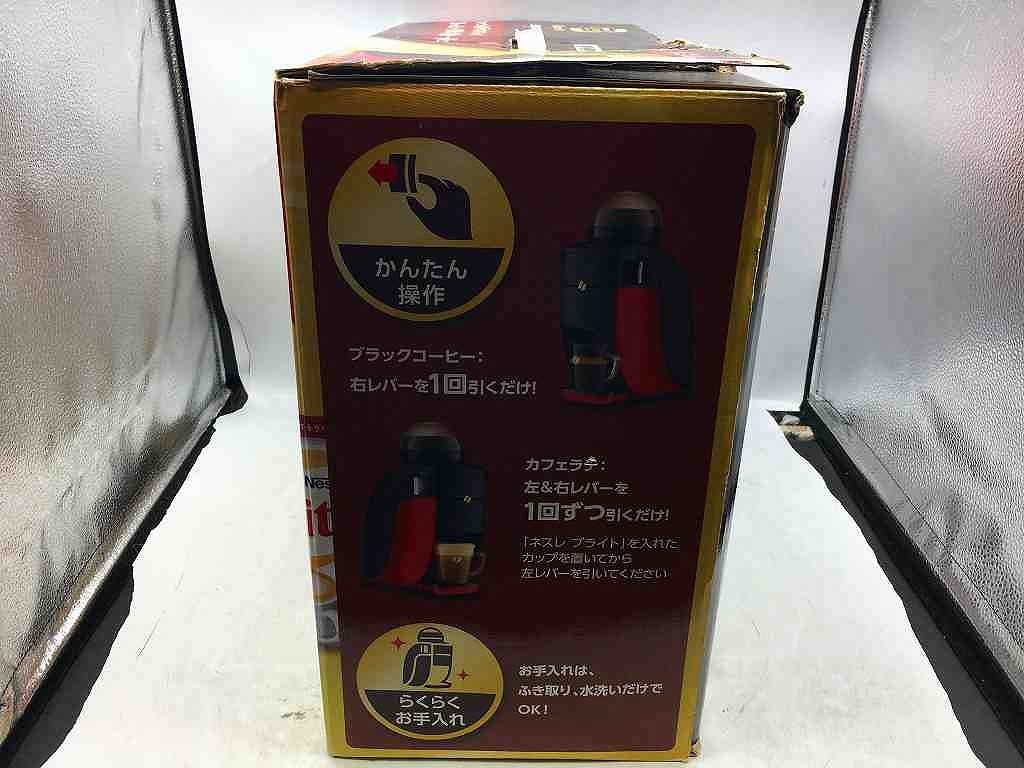 かんたん
操作
ブラックコーヒー:
右レバーを1回引くだけ!
カフェラテ:
左&右レバーを
1回ずつ引くだけ!
「ネスレ ブライト」を入れた
カップを置いてから
左レバーを引いてください
Nes
it
らくらく
お手入れ
お手入れは、
ふき取り、水洗いだけで
OK!